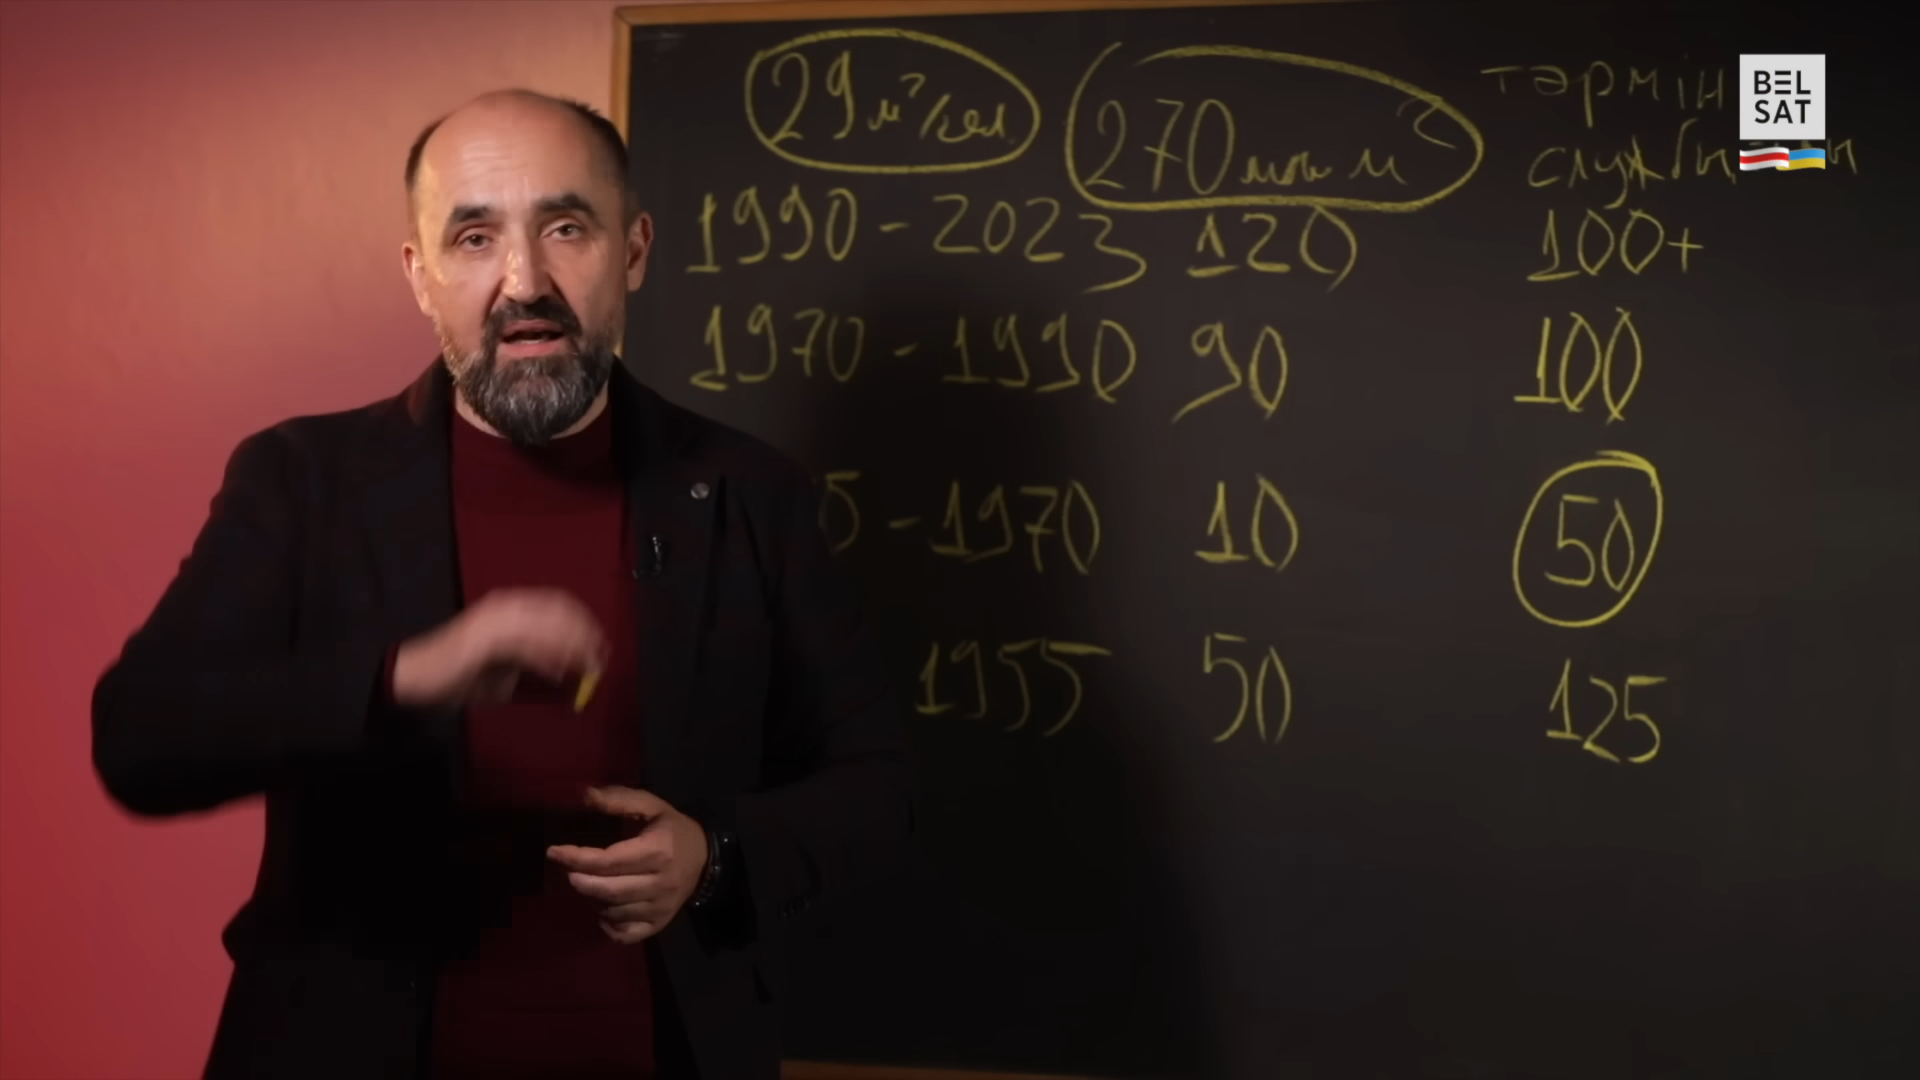 29 м²/чел
270 млн м²
тэрмін
службы
BEL
SAT
1990 - 2023 120 100+
1970 - 1990 90 100
5 - 1970 10 50
1955 50 125